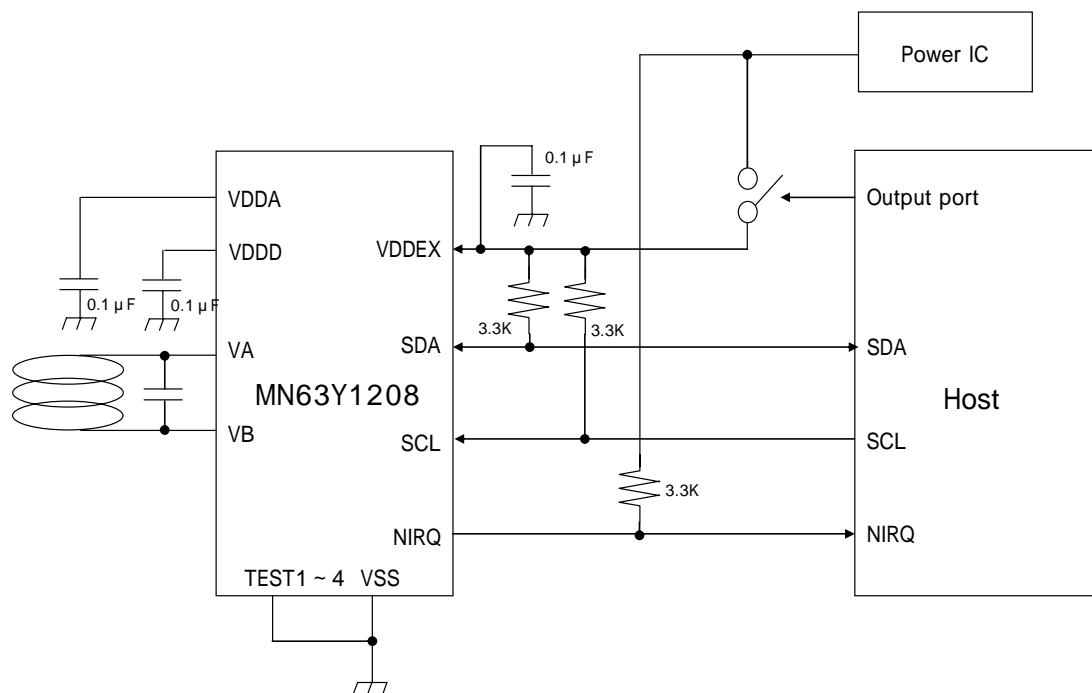 Power IC
0.1 µF
VDDA
Output port
VDDD
VDDEX
0.1 µF
0.1 µF
3.3K
3.3K
VA
SDA
SDA
MN63Y1208
Host
VB
SCL
SCL
3.3K
NIRQ
NIRQ
TEST1 ~ 4 VSS